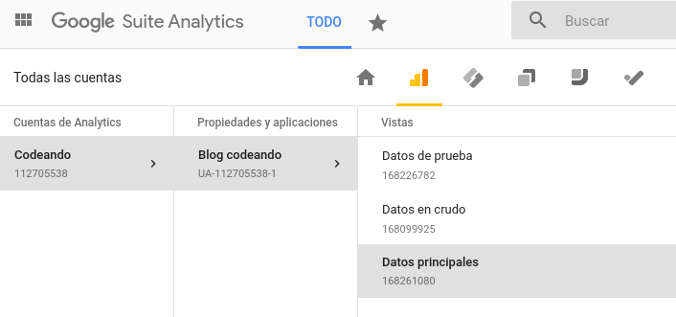 Google Suite Analytics TODO Buscar
Todas las cuentas
Cuentas de Analytics Propiedades y aplicaciones Vistas
Codeando
112705538
Blog codeando
UA-112705538-1
Datos de prueba
168226782
Datos en crudo
168099925
Datos principales
168261080